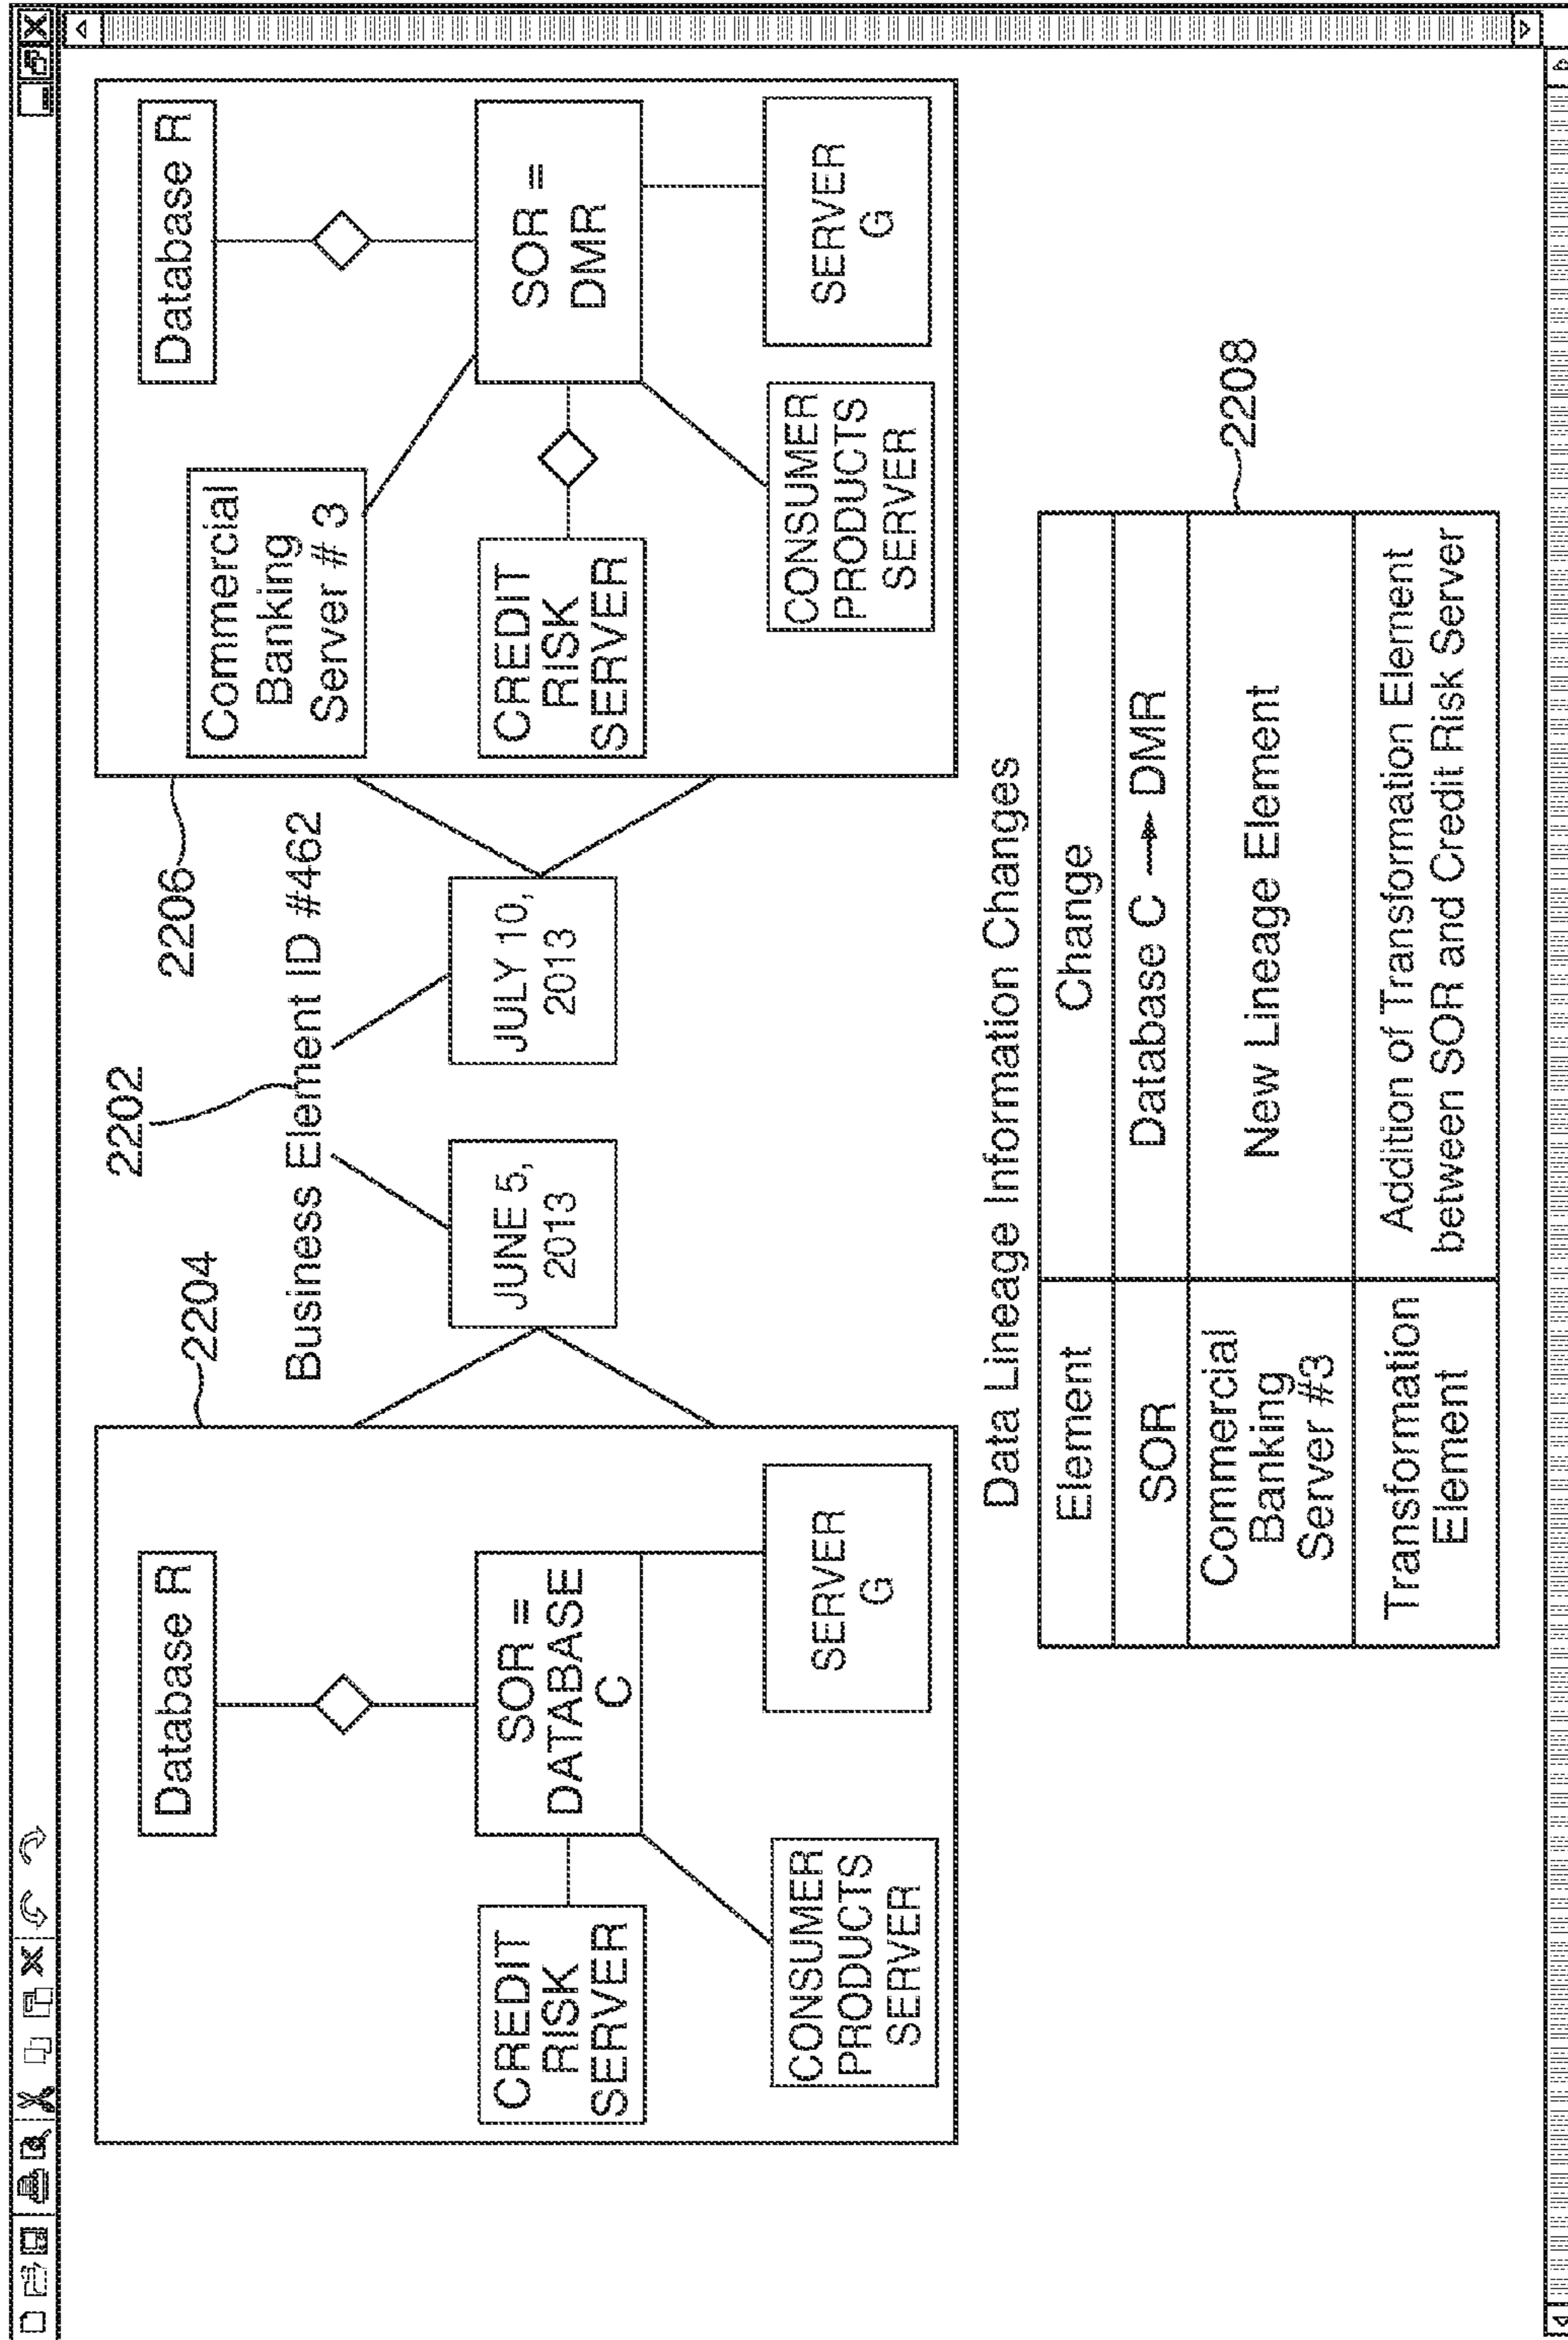 2202
2204
2206
Business Element ID #462
JUNE 5,
2013
JULY 10,
2013
Database R
SOR =
DATABASE
C
CREDIT
RISK
SERVER
CONSUMER
PRODUCTS
SERVER
SERVER
G
Commercial
Banking
Server # 3
Database R
CREDIT
RISK
SERVER
SOR =
DMR
CONSUMER
PRODUCTS
SERVER
SERVER
G
Data Lineage Information Changes
Element
Change
SOR
Database C → DMR
Commercial
Banking
Server #3
New Lineage Element
2208
Transformation
Element
Addition of Transformation Element
between SOR and Credit Risk Server